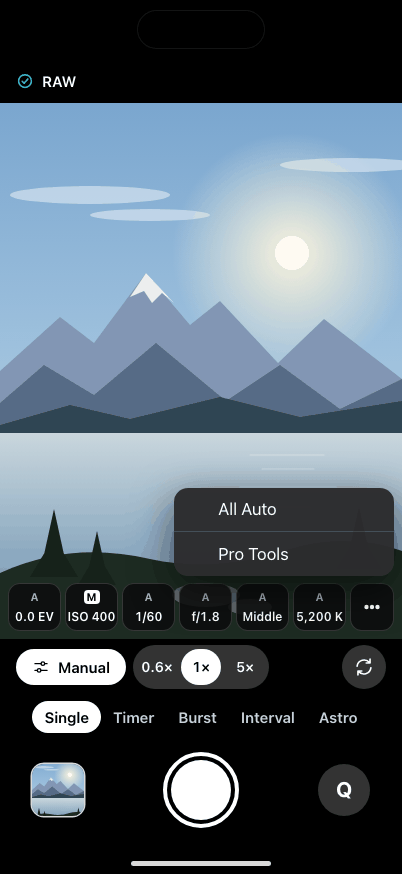 RAW
All Auto
Pro Tools
A M A A A A
0.0 EV ISO 400 1/60 f/1.8 Middle 5,200 K •••
Manual 0.6× 1× 5×
Single Timer Burst Interval Astro
Q